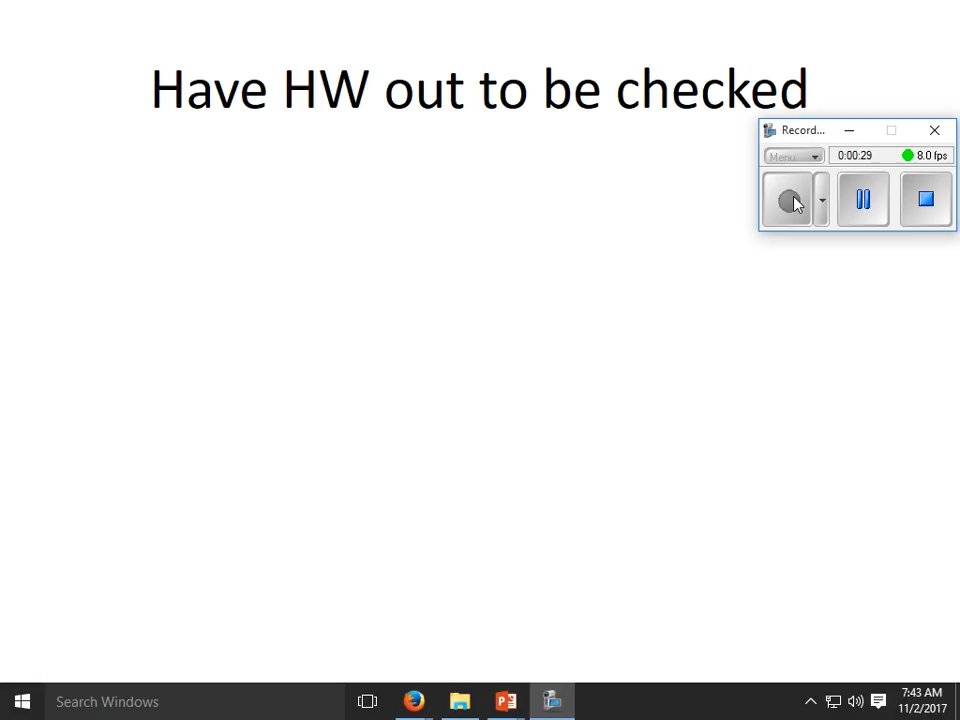 Have HW out to be checked
Record...
Menu
0:00:29
8.0 fps
Search Windows
7:43 AM
11/2/2017